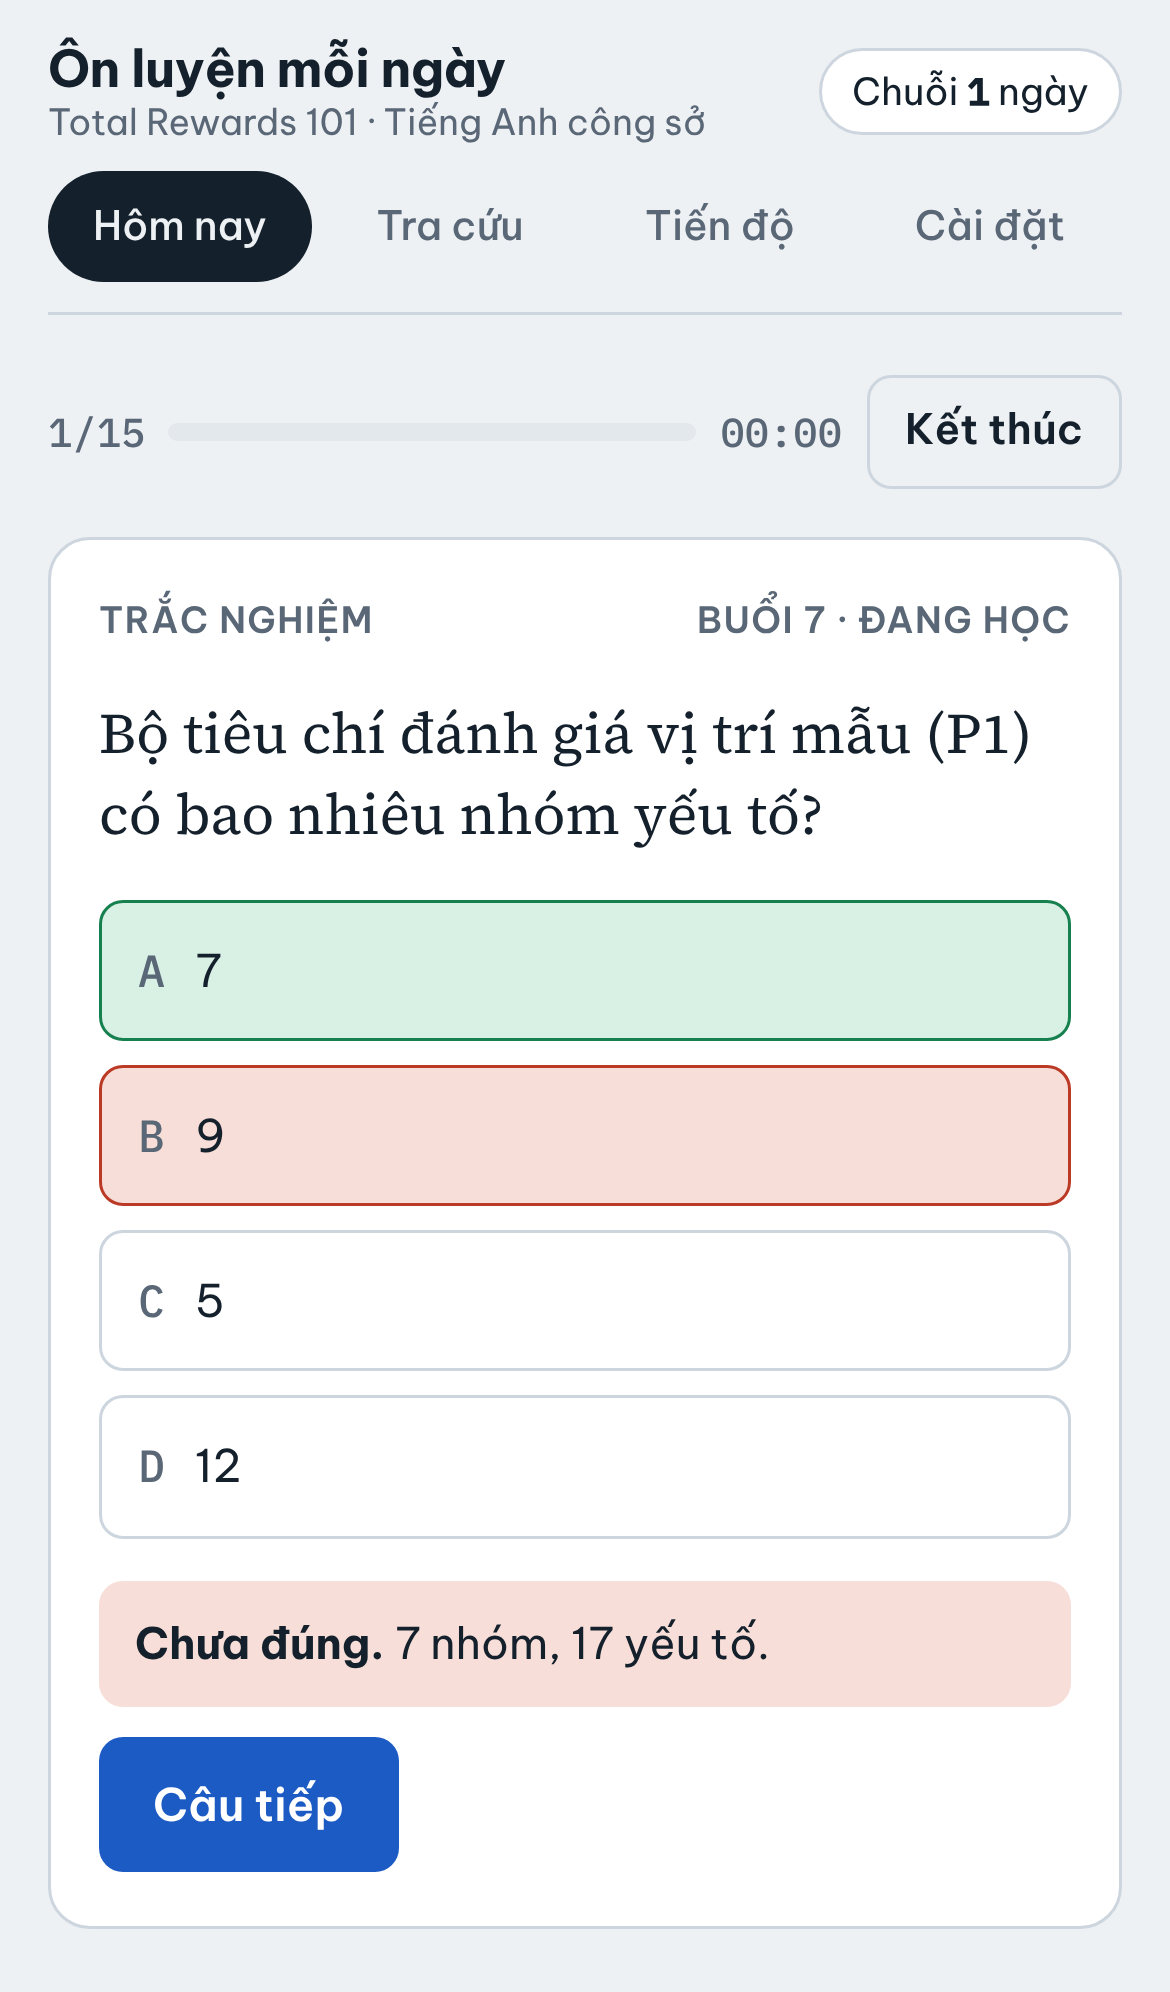 Ôn luyện mỗi ngày
Total Rewards 101 · Tiếng Anh công sở
Chuỗi 1 ngày
Hôm nay
Tra cứu
Tiến độ
Cài đặt
1/15
00:00
Kết thúc
TRẮC NGHIỆM
BUỔI 7 · ĐANG HỌC
Bộ tiêu chí đánh giá vị trí mẫu (P1)
có bao nhiêu nhóm yếu tố?
A 7
B 9
C 5
D 12
Chưa đúng. 7 nhóm, 17 yếu tố.
Câu tiếp